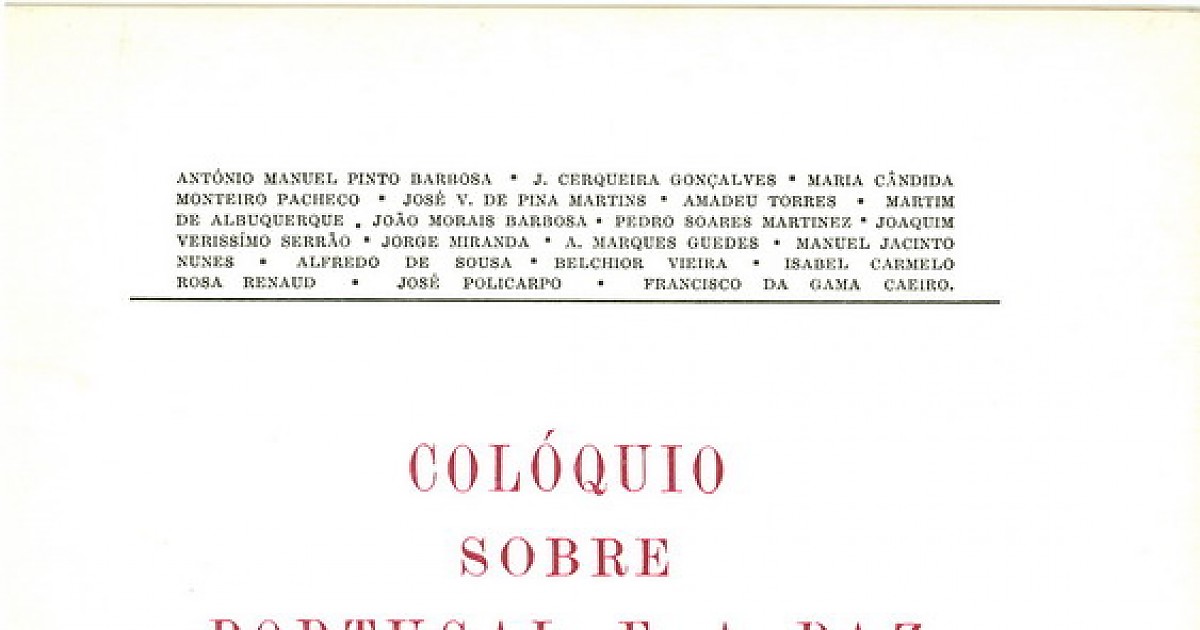 ANTÓNIO MANUEL PINTO BARBOSA • J. CERQUEIRA GONÇALVES • MARIA CÂNDIDA
MONTEIRO PACHECO • JOSÉ V. DE PINA MARTINS • AMADEU TORRES • MARTIM
DE ALBUQUERQUE . JOÃO MORAIS BARBOSA • PEDRO SOARES MARTINEZ • JOAQUIM
VERISSÍMO SERRÃO • JORGE MIRANDA • A. MARQUES GUEDES • MANUEL JACINTO
NUNES • ALFREDO DE SOUSA • BELCHIOR VIEIRA • ISABEL CARMELO
ROSA RENAUD • JOSÉ POLICARPO • FRANCISCO DA GAMA CAEIRO.
COLÓQUIO
SOBRE
PORTUGAL E A PAZ